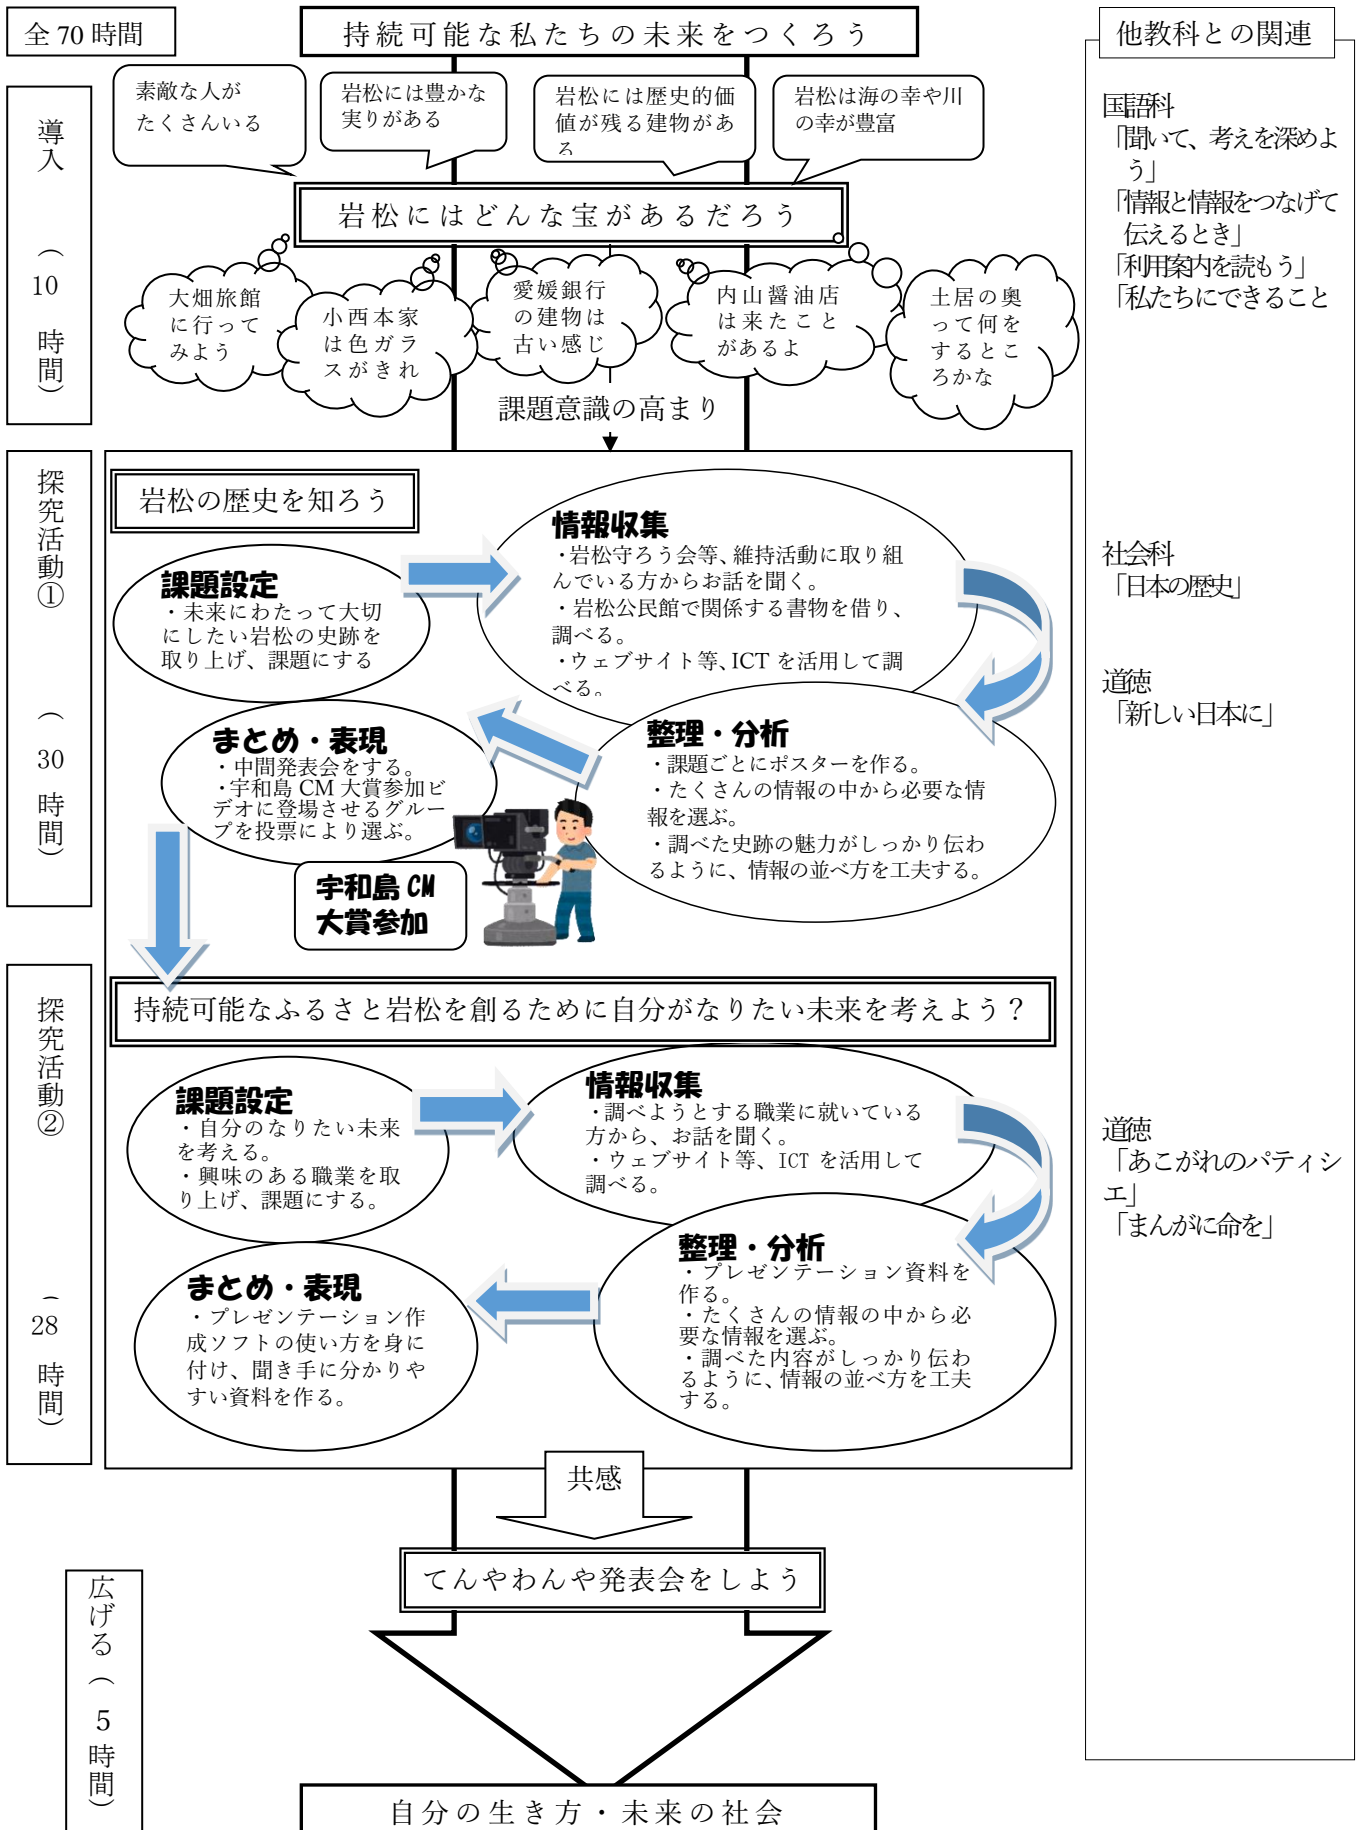 全70時間
持続可能な私たちの未来をつくろう
他教科との関連
導入
（
10
時間）
素敵な人が
たくさんいる
岩松には豊かな
実りがある
岩松には歴史的価
値が残る建物があ
る
岩松は海の幸や川
の幸が豊富
岩松にはどんな宝があるだろう
大畑旅館
に行って
みよう
小西本家
は色ガラ
スがきれ
愛媛銀行
の建物は
古い感じ
内山醤油店
は来たこと
があるよ
土居の奥
って何を
するとこ
ろかな
課題意識の高まり
国語科
「聞いて、考えを深めよ
う」
「情報と情報をつなげて
伝えるとき」
「利用案内を読もう」
「私たちにできること
探究活動①
（
30
時間）
岩松の歴史を知ろう
課題設定
・未来にわたって大切
にしたい岩松の史跡を
取り上げ、課題にする
情報収集
・岩松守ろう会等、維持活動に取り組
んでいる方からお話を聞く。
・岩松公民館で関係する書物を借り、
調べる。
・ウェブサイト等、ICTを活用して調
べる。
整理・分析
・課題ごとにポスターを作る。
・たくさんの情報の中から必要な情
報を選ぶ。
・調べた史跡の魅力がしっかり伝わ
るように、情報の並べ方を工夫する。
まとめ・表現
・中間発表会をする。
・宇和島CM大賞参加ビ
デオに登場させるグルー
プを投票により選ぶ。
宇和島CM
大賞参加
社会科
「日本の歴史」
道徳
「新しい日本に」
探究活動②
（
28
時間）
持続可能なふるさと岩松を創るために自分がなりたい未来を考えよう？
課題設定
・自分のなりたい未来
を考える。
・興味のある職業を取
り上げ、課題にする。
情報収集
・調べようとする職業に就いている
方から、お話を聞く。
・ウェブサイト等、ICTを活用して
調べる。
整理・分析
・プレゼンテーション資料を
作る。
・たくさんの情報の中から必
要な情報を選ぶ。
・調べた内容がしっかり伝わ
るように、情報の並べ方を工夫
する。
まとめ・表現
・プレゼンテーション作
成ソフトの使い方を身に
付け、聞き手に分かりや
すい資料を作る。
道徳
「あこがれのパティシ
エ」
「まんがに命を」
共感
てんやわんや発表会をしよう
広げる（5時間）
自分の生き方・未来の社会